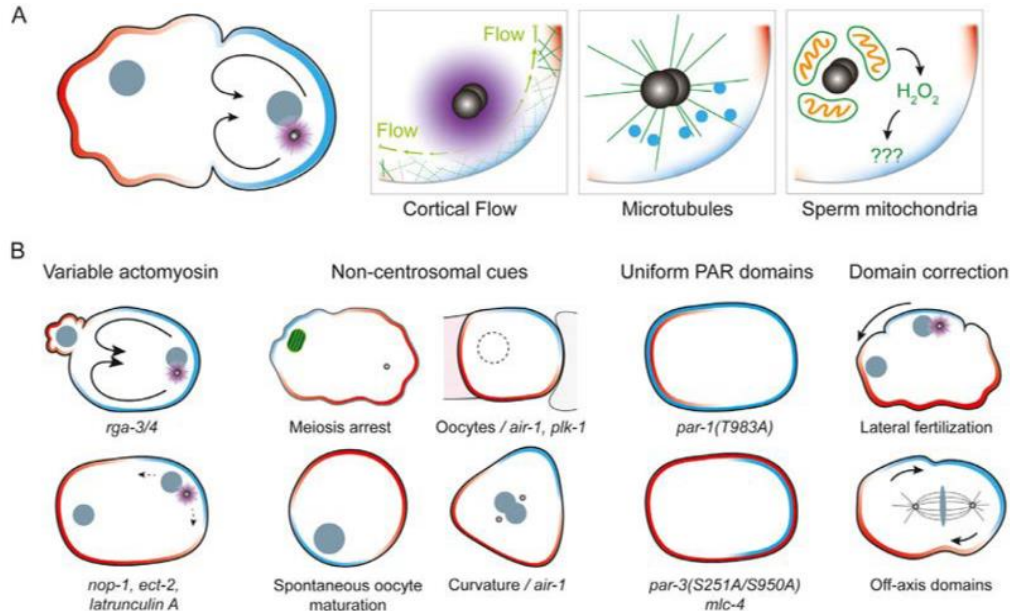 A
Flow
Flow
H₂O₂
???
Cortical Flow
Microtubules
Sperm mitochondria
B
Variable actomyosin
Non-centrosomal cues
Uniform PAR domains
Domain correction
rga-3/4
Meiosis arrest
Oocytes / air-1, plk-1
par-1(T983A)
Lateral fertilization
nop-1, ect-2,
latrunculin A
Spontaneous oocyte
maturation
Curvature / air-1
par-3(S251A/S950A)
mlc-4
Off-axis domains